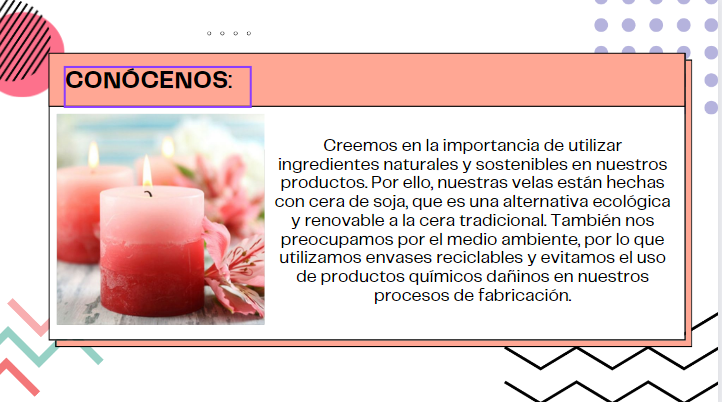 CONÓCENOS:
Creemos en la importancia de utilizar
ingredientes naturales y sostenibles en nuestros
productos. Por ello, nuestras velas están hechas
con cera de soja, que es una alternativa ecológica
y renovable a la cera tradicional. También nos
preocupamos por el medio ambiente, por lo que
utilizamos envases reciclables y evitamos el uso
de productos químicos dañinos en nuestros
procesos de fabricación.